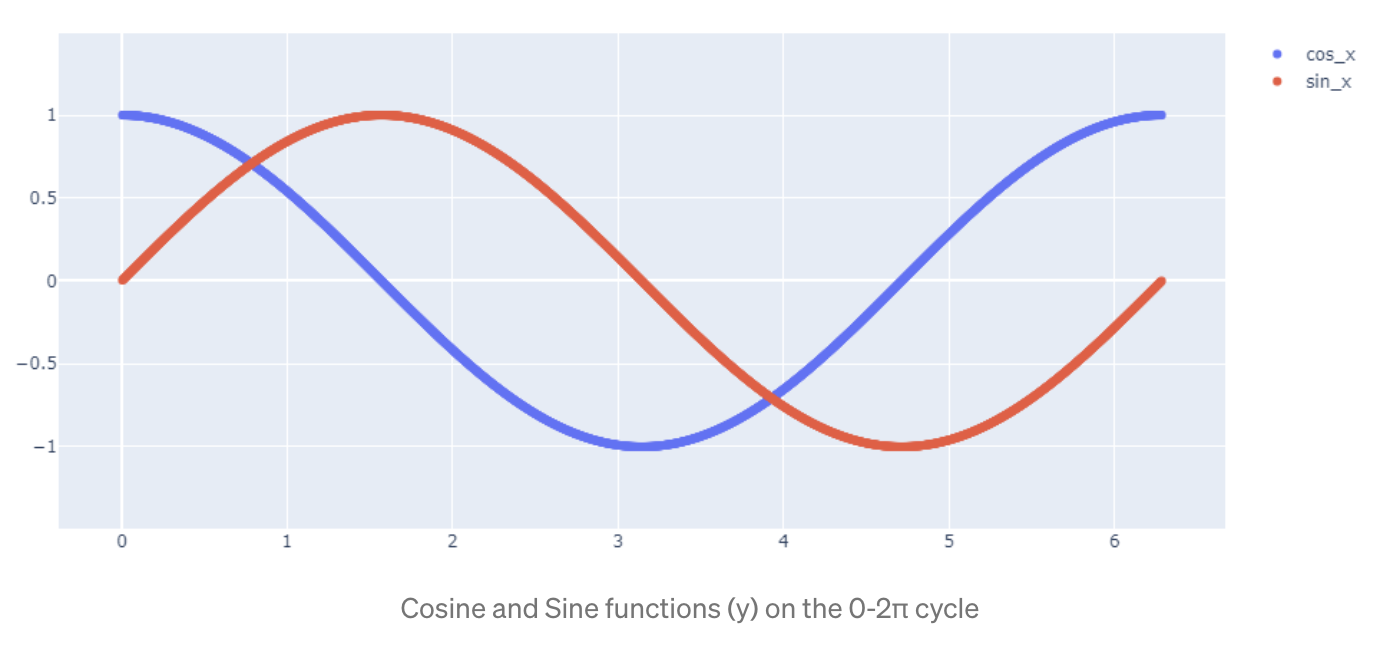 cos_x
sin_x
1
0.5
0
−0.5
−1
0 1 2 3 4 5 6
Cosine and Sine functions (y) on the 0-2π cycle